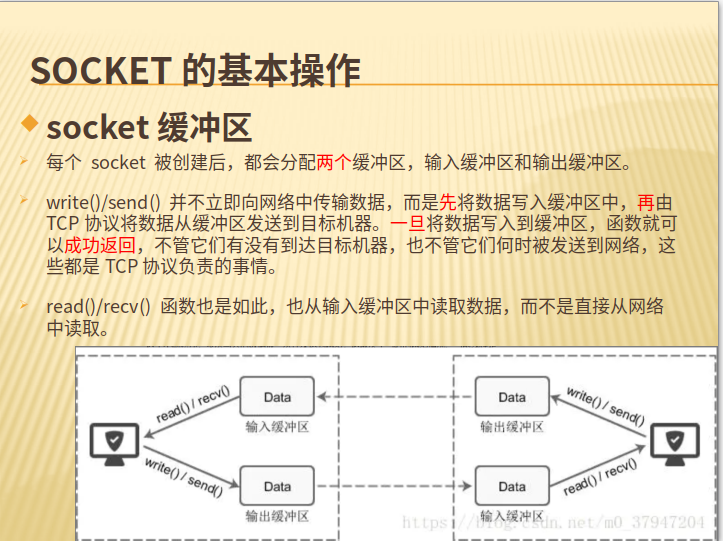 SOCKET 的基本操作
socket 缓冲区
每个 socket 被创建后，都会分配两个缓冲区，输入缓冲区和输出缓冲区。
write()/send() 并不立即向网络中传输数据，而是先将数据写入缓冲区中，再由
TCP 协议将数据从缓冲区发送到目标机器。一旦将数据写入到缓冲区，函数就可
以成功返回，不管它们有没有到达目标机器，也不管它们何时被发送到网络，这
些都是 TCP 协议负责的事情。
read()/recv() 函数也是如此，也从输入缓冲区中读取数据，而不是直接从网络
中读取。
read() / recv()
Data
输入缓冲区
Data
输出缓冲区
write() / send()
write() / send()
Data
输出缓冲区
Data
输入缓冲区
read() / recv()
https://blog.csdn.net/m0_37947204